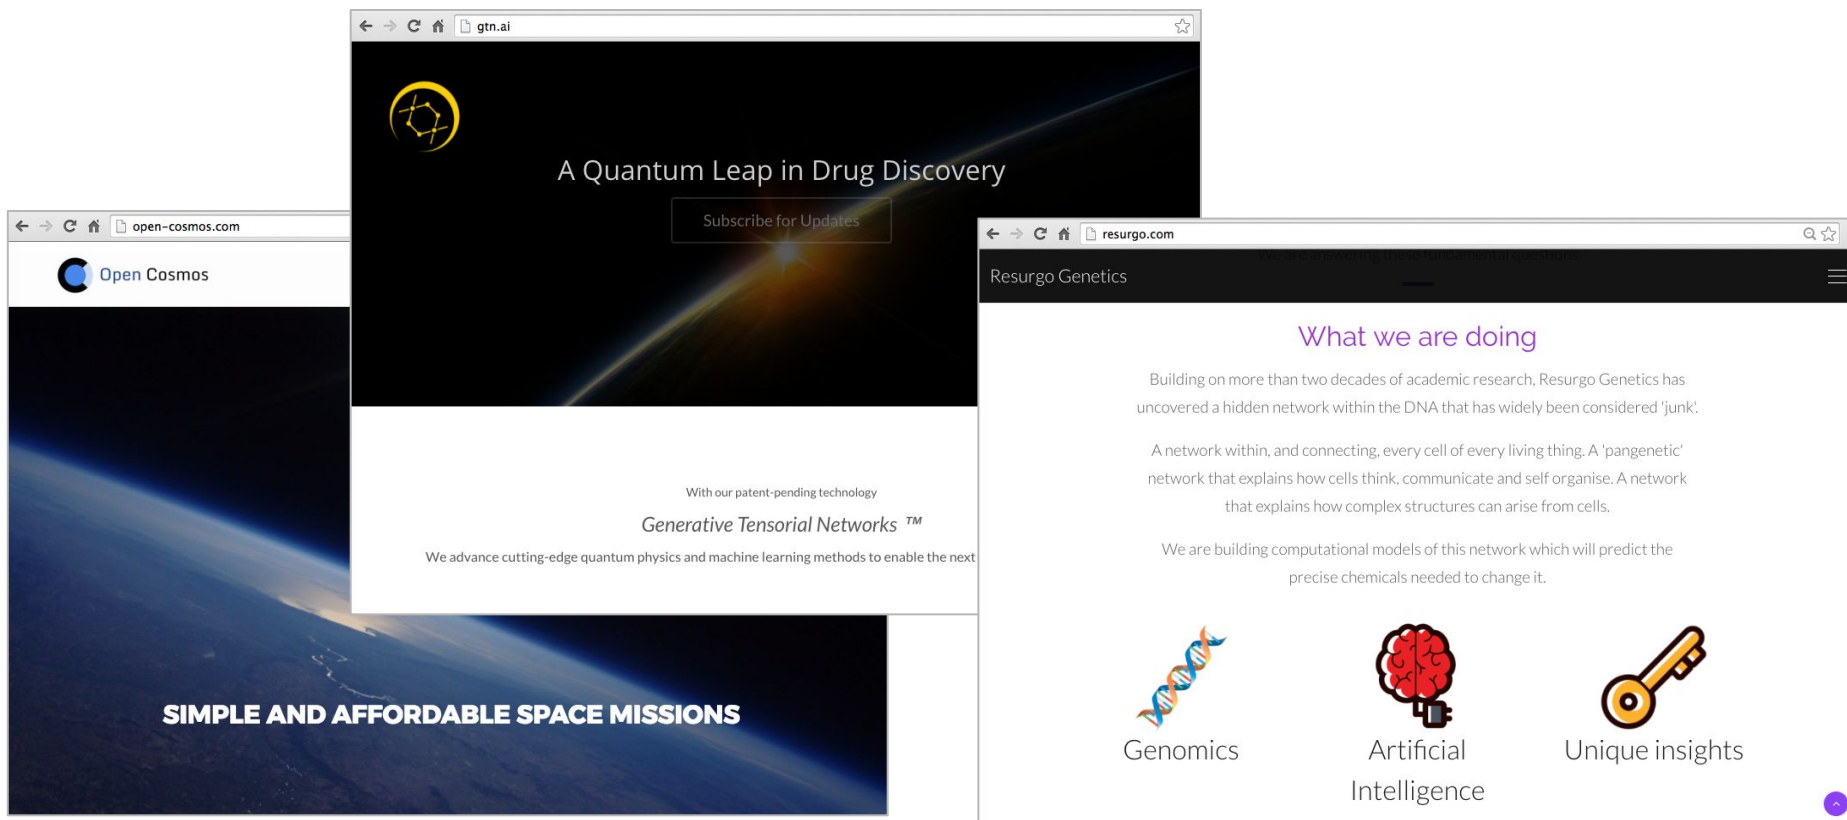 gtn.ai
A Quantum Leap in Drug Discovery
Subscribe for Updates
With our patent-pending technology
Generative Tensorial Networks ™
We advance cutting-edge quantum physics and machine learning methods to enable the next
open-cosmos.com
Open Cosmos
SIMPLE AND AFFORDABLE SPACE MISSIONS
resurgo.com
We are answering these fundamental questions
Resurgo Genetics
What we are doing
Building on more than two decades of academic research, Resurgo Genetics has
uncovered a hidden network within the DNA that has widely been considered 'junk'.
A network within, and connecting, every cell of every living thing. A 'pangenetic'
network that explains how cells think, communicate and self organise. A network
that explains how complex structures can arise from cells.
We are building computational models of this network which will predict the
precise chemicals needed to change it.
Genomics
Artificial
Intelligence
Unique insights